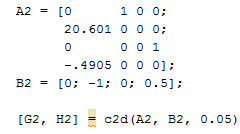 A2 = [0 1 0 0;
20.601 0 0 0;
0 0 0 1
-.4905 0 0 0];
B2 = [0; -1; 0; 0.5];
[G2, H2] = c2d(A2, B2, 0.05)